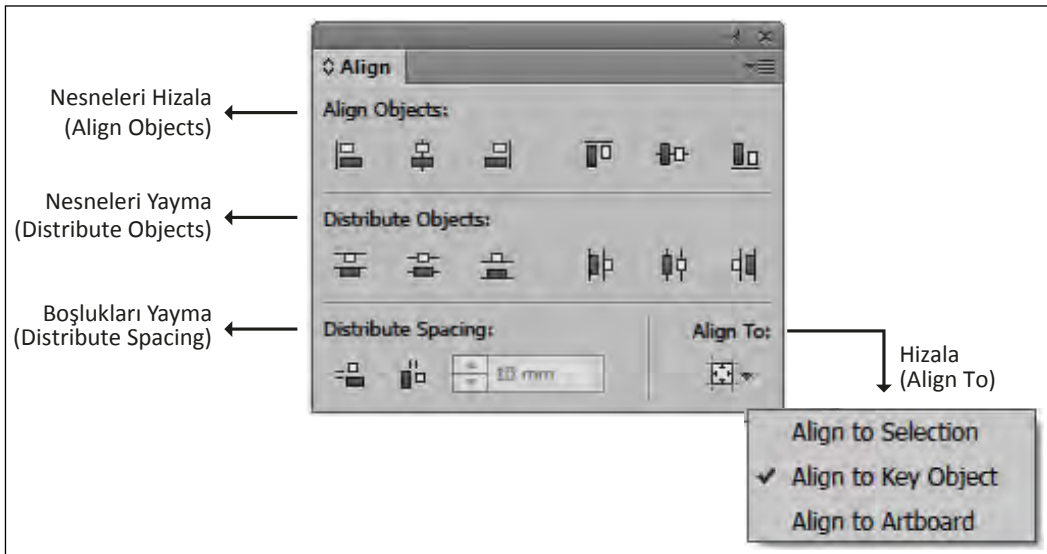 Align
Nesneleri Hizala
(Align Objects)
Align Objects:
Nesneleri Yayma
(Distribute Objects)
Distribute Objects:
Boşlukları Yayma
(Distribute Spacing)
Distribute Spacing:
10 mm
Align To:
Hizala
(Align To)
Align to Selection
Align to Key Object
Align to Artboard